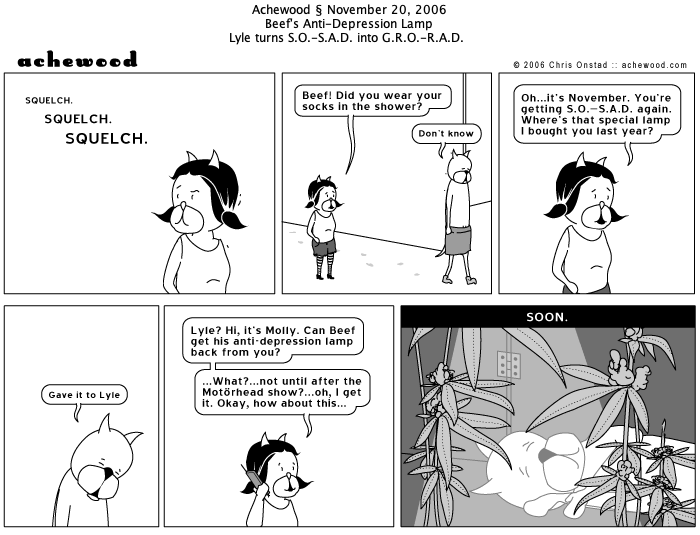 Achewood § November 20, 2006
Beef's Anti-Depression Lamp
Lyle turns S.O.-S.A.D. into G.R.O.-R.A.D.
achewood
© 2006 Chris Onstad :: achewood.com
SQUELCH.
SQUELCH.
SQUELCH.
Beef! Did you wear your
socks in the shower?
Don't know
Oh...it's November. You're
getting S.O.-S.A.D. again.
Where's that special lamp
I bought you last year?
Gave it to Lyle
Lyle? Hi, it's Molly. Can Beef
get his anti-depression lamp
back from you?
...What?...not until after the
Motörhead show?...oh, I get
it. Okay, how about this...
SOON.